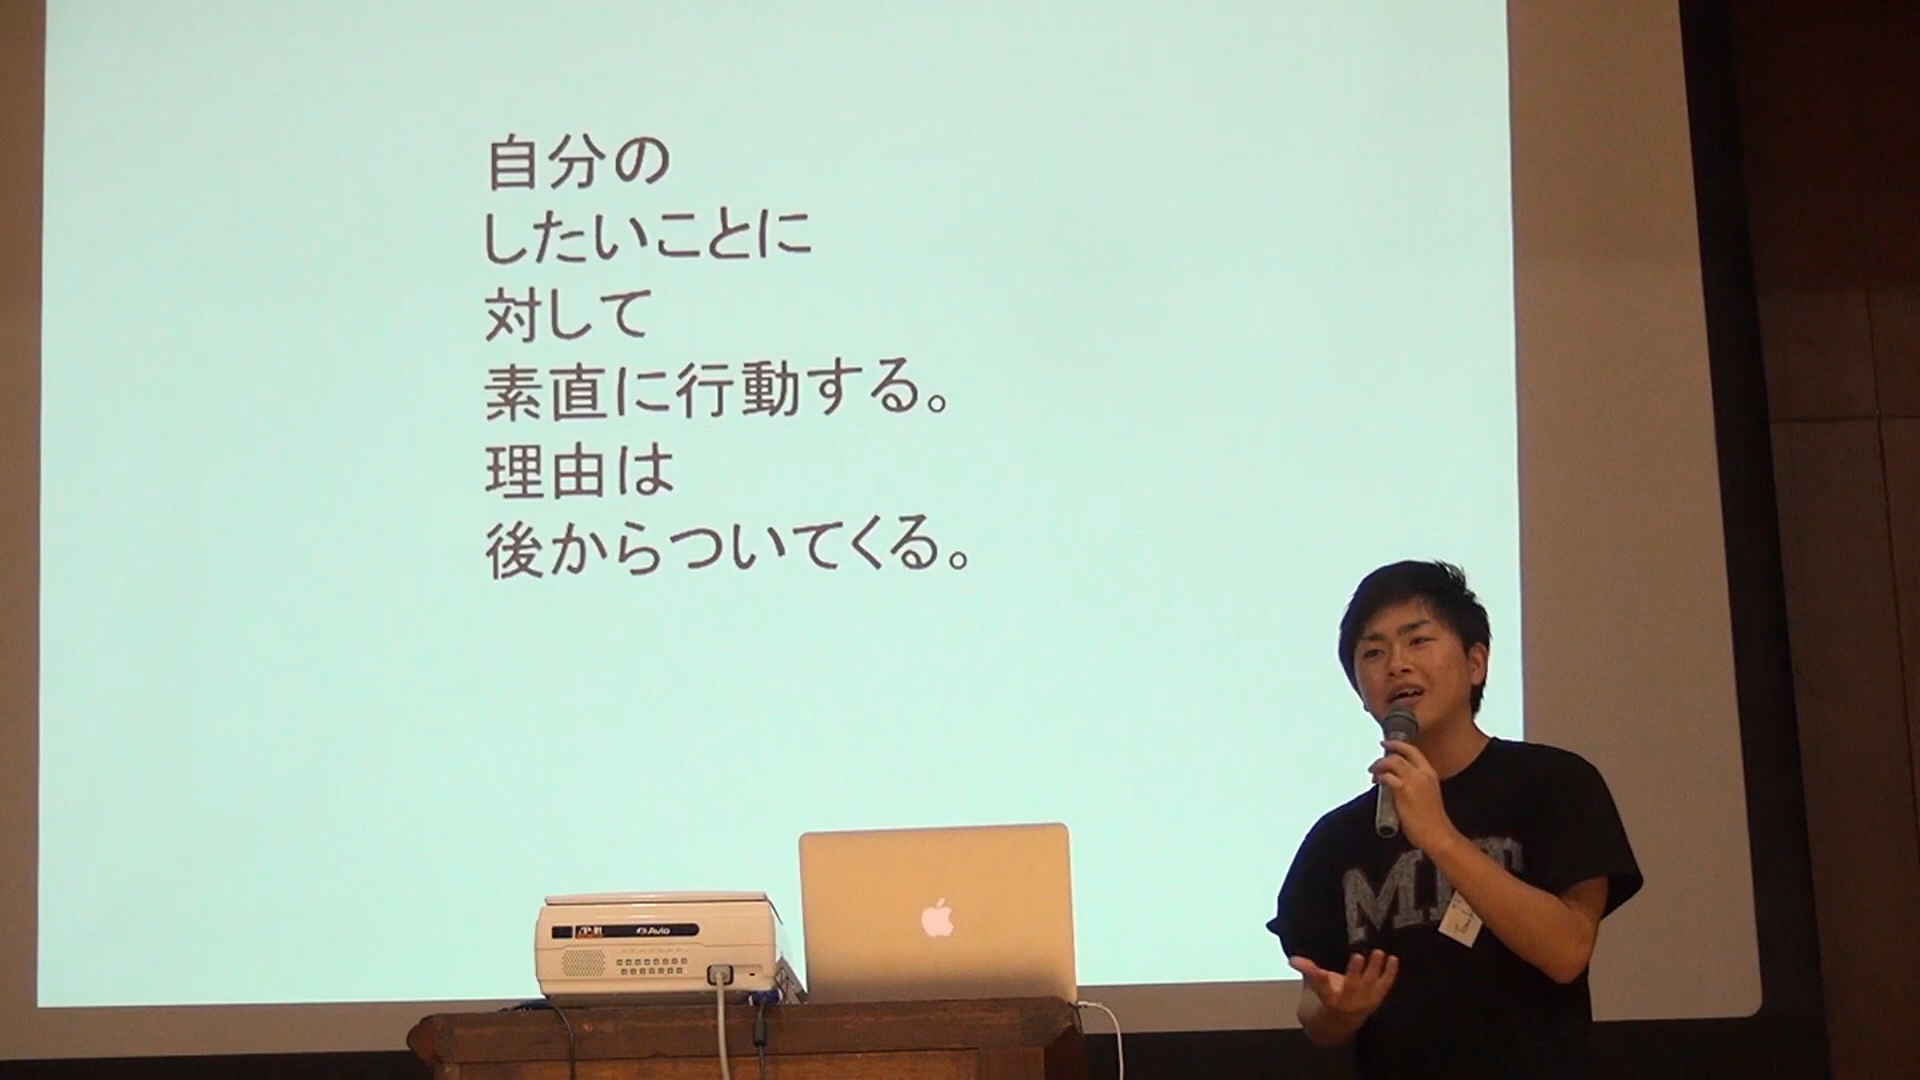 自分の
したいことに
対して
素直に行動する。
理由は
後からついてくる。
Avio